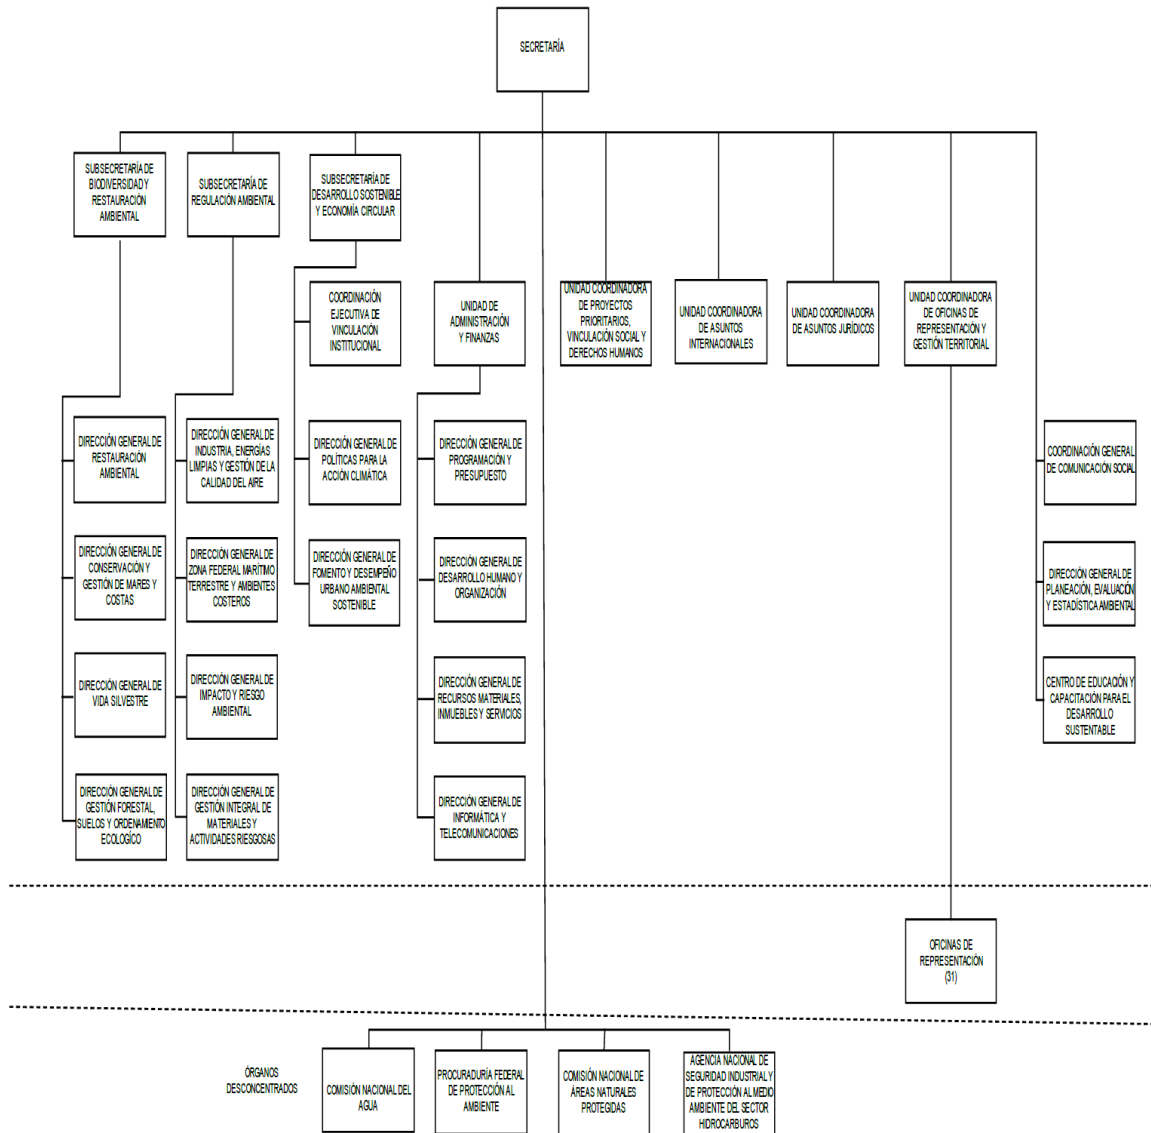 SECRETARÍA
SUBSECRETARÍA DE
BIODIVERSIDAD Y
RESTAURACIÓN
AMBIENTAL
SUBSECRETARÍA DE
REGULACIÓN AMBIENTAL
SUBSECRETARÍA DE
DESARROLLO SOSTENIBLE
Y ECONOMÍA CIRCULAR
COORDINACIÓN
EJECUTIVA DE
VINCULACIÓN
INSTITUCIONAL
UNIDAD DE
ADMINISTRACIÓN
Y FINANZAS
UNIDAD COORDINADORA
DE PROYECTOS
PRIORITARIOS,
VINCULACIÓN SOCIAL Y
DERECHOS HUMANOS
UNIDAD COORDINADORA
DE ASUNTOS
INTERNACIONALES
UNIDAD COORDINADORA
DE ASUNTOS JURÍDICOS
UNIDAD COORDINADORA
DE OFICINAS DE
REPRESENTACIÓN Y
GESTIÓN TERRITORIAL
DIRECCIÓN GENERAL DE
RESTAURACIÓN
AMBIENTAL
DIRECCIÓN GENERAL DE
INDUSTRIA, ENERGÍAS
LIMPIAS Y GESTIÓN DE LA
CALIDAD DEL AIRE
DIRECCIÓN GENERAL DE
POLÍTICAS PARA LA
ACCIÓN CLIMÁTICA
DIRECCIÓN GENERAL DE
PROGRAMACIÓN Y
PRESUPUESTO
COORDINACIÓN GENERAL
DE COMUNICACIÓN SOCIAL
DIRECCIÓN GENERAL DE
CONSERVACIÓN Y
GESTIÓN DE MARES Y
COSTAS
DIRECCIÓN GENERAL DE
ZONA FEDERAL MARÍTIMO
TERRESTRE Y AMBIENTES
COSTEROS
DIRECCIÓN GENERAL DE
FOMENTO Y DESEMPEÑO
URBANO AMBIENTAL
SOSTENIBLE
DIRECCIÓN GENERAL DE
DESARROLLO HUMANO Y
ORGANIZACIÓN
DIRECCIÓN GENERAL DE
PLANEACIÓN, EVALUACIÓN
Y ESTADÍSTICA AMBIENTAL
DIRECCIÓN GENERAL DE
VIDA SILVESTRE
DIRECCIÓN GENERAL DE
IMPACTO Y RIESGO
AMBIENTAL
DIRECCIÓN GENERAL DE
RECURSOS MATERIALES,
INMUEBLES Y SERVICIOS
CENTRO DE EDUCACIÓN Y
CAPACITACIÓN PARA EL
DESARROLLO
SUSTENTABLE
DIRECCIÓN GENERAL DE
GESTIÓN FORESTAL,
SUELOS Y ORDENAMIENTO
ECOLOGÍCO
DIRECCIÓN GENERAL DE
GESTIÓN INTEGRAL DE
MATERIALES Y
ACTIVIDADES RIESGOSAS
DIRECCIÓN GENERAL DE
INFORMÁTICA Y
TELECOMUNICACIONES
OFICINAS DE
REPRESENTACIÓN
(31)
ÓRGANOS
DESCONCENTRADOS
COMISIÓN NACIONAL DEL
AGUA
PROCURADURÍA FEDERAL
DE PROTECCIÓN AL
AMBIENTE
COMISIÓN NACIONAL DE
ÁREAS NATURALES
PROTEGIDAS
AGENCIA NACIONAL DE
SEGURIDAD INDUSTRIAL Y
DE PROTECCIÓN AL MEDIO
AMBIENTE DEL SECTOR
HIDROCARBUROS